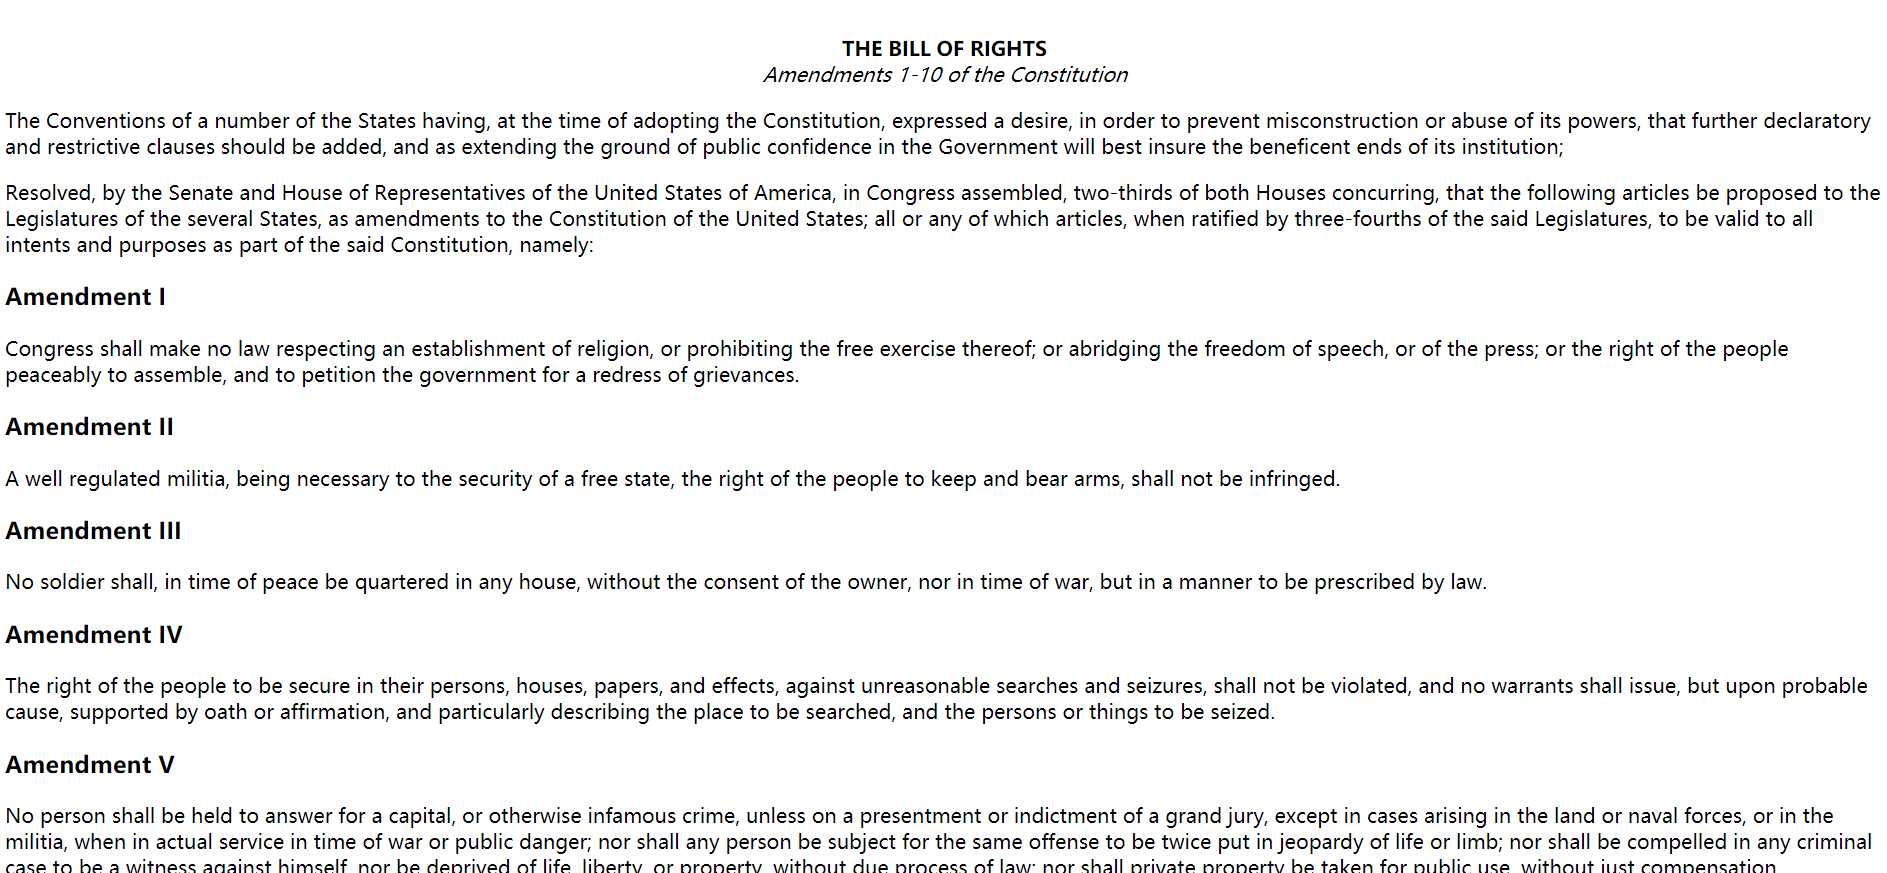 THE BILL OF RIGHTS
Amendments 1-10 of the Constitution
The Conventions of a number of the States having, at the time of adopting the Constitution, expressed a desire, in order to prevent misconstruction or abuse of its powers, that further declaratory
and restrictive clauses should be added, and as extending the ground of public confidence in the Government will best insure the beneficent ends of its institution;
Resolved, by the Senate and House of Representatives of the United States of America, in Congress assembled, two-thirds of both Houses concurring, that the following articles be proposed to the
Legislatures of the several States, as amendments to the Constitution of the United States; all or any of which articles, when ratified by three-fourths of the said Legislatures, to be valid to all
intents and purposes as part of the said Constitution, namely:
Amendment I
Congress shall make no law respecting an establishment of religion, or prohibiting the free exercise thereof; or abridging the freedom of speech, or of the press; or the right of the people
peaceably to assemble, and to petition the government for a redress of grievances.
Amendment II
A well regulated militia, being necessary to the security of a free state, the right of the people to keep and bear arms, shall not be infringed.
Amendment III
No soldier shall, in time of peace be quartered in any house, without the consent of the owner, nor in time of war, but in a manner to be prescribed by law.
Amendment IV
The right of the people to be secure in their persons, houses, papers, and effects, against unreasonable searches and seizures, shall not be violated, and no warrants shall issue, but upon probable
cause, supported by oath or affirmation, and particularly describing the place to be searched, and the persons or things to be seized.
Amendment V
No person shall be held to answer for a capital, or otherwise infamous crime, unless on a presentment or indictment of a grand jury, except in cases arising in the land or naval forces, or in the
militia, when in actual service in time of war or public danger; nor shall any person be subject for the same offense to be twice put in jeopardy of life or limb; nor shall be compelled in any criminal
case to be a witness against himself, nor be deprived of life, liberty, or property, without due process of law; nor shall private property be taken for public use, without just compensation